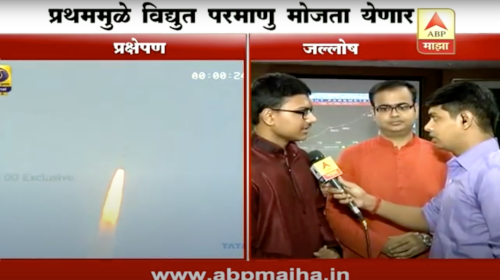 प्रथममुळे विद्युत परमाणु मोजता येणार
ABP
माझा
प्रक्षेपण
जल्लोष
00:00:24
DD Exclusive
www.abpmajha.in